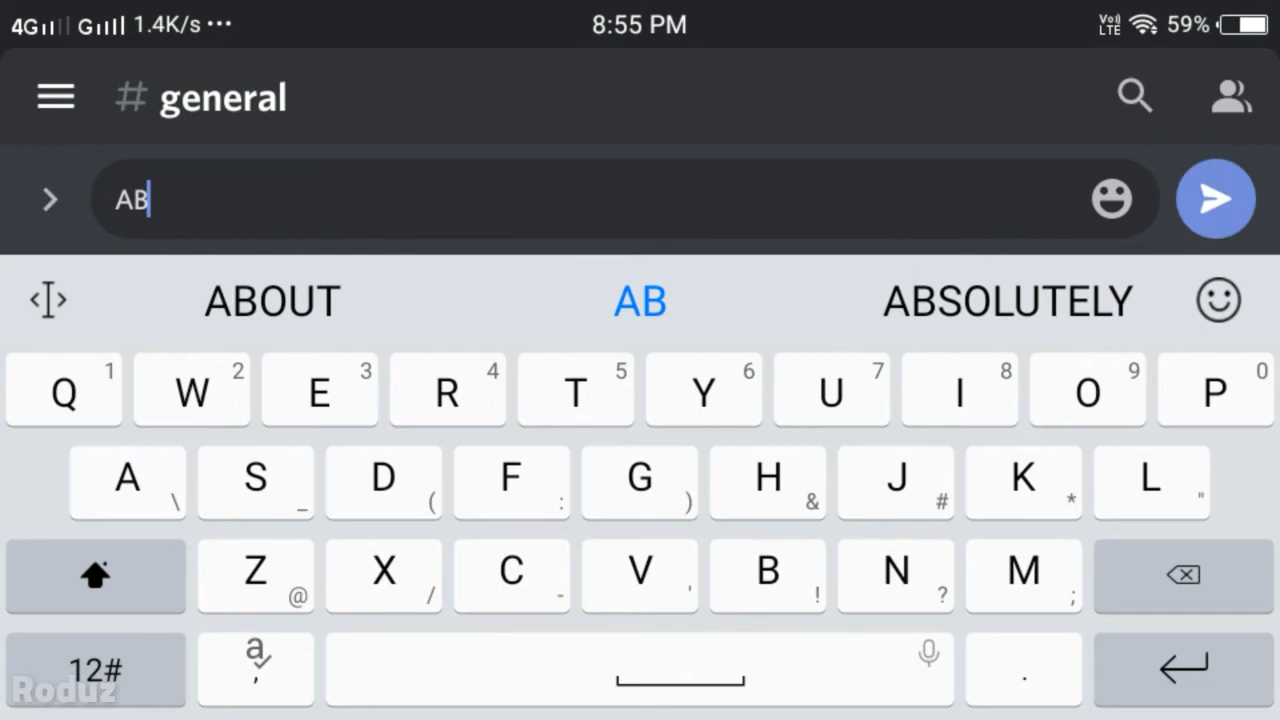 4G G 1.4K/s ··· 8:55 PM Vo) LTE 59%
# general
AB
ABOUT AB ABSOLUTELY
Q 1 W 2 E 3 R 4 T 5 Y 6 U 7 I 8 O 9 P 0
A \ S _ D ( F : G ) H & J # K * L "
Z @ X / C - V ' B ! N ? M ;
12# a , .
Roduz